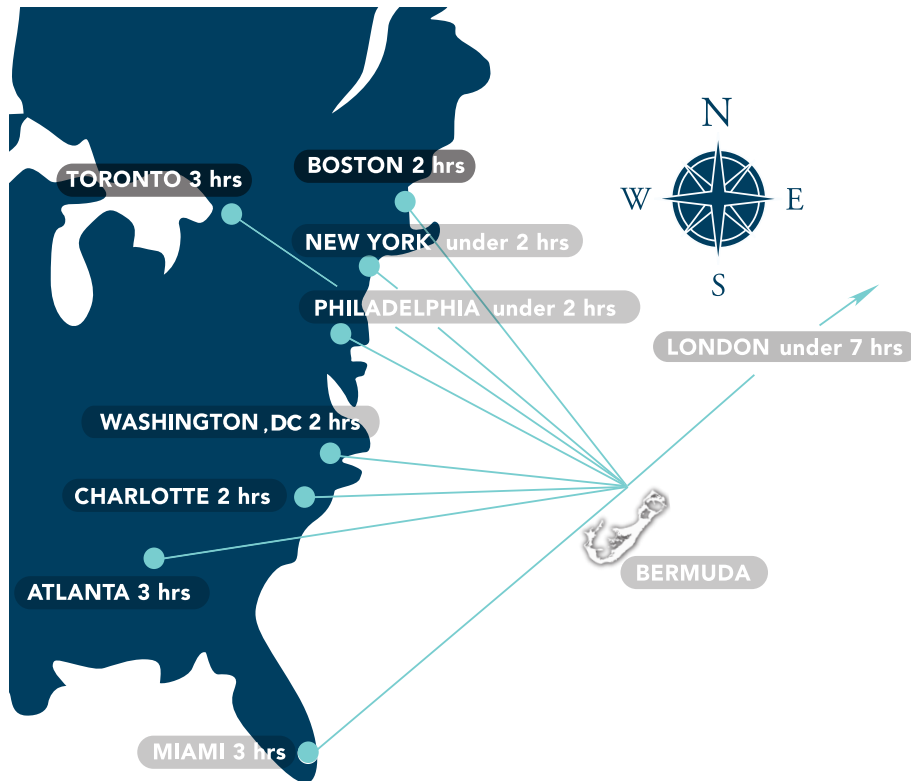 N
BOSTON 2 hrs
TORONTO 3 hrs
W
E
NEW YORK under 2 hrs
S
PHILADELPHIA under 2 hrs
LONDON under 7 hrs
WASHINGTON, DC 2 hrs
CHARLOTTE 2 hrs
BERMUDA
ATLANTA 3 hrs
MIAMI 3 hrs